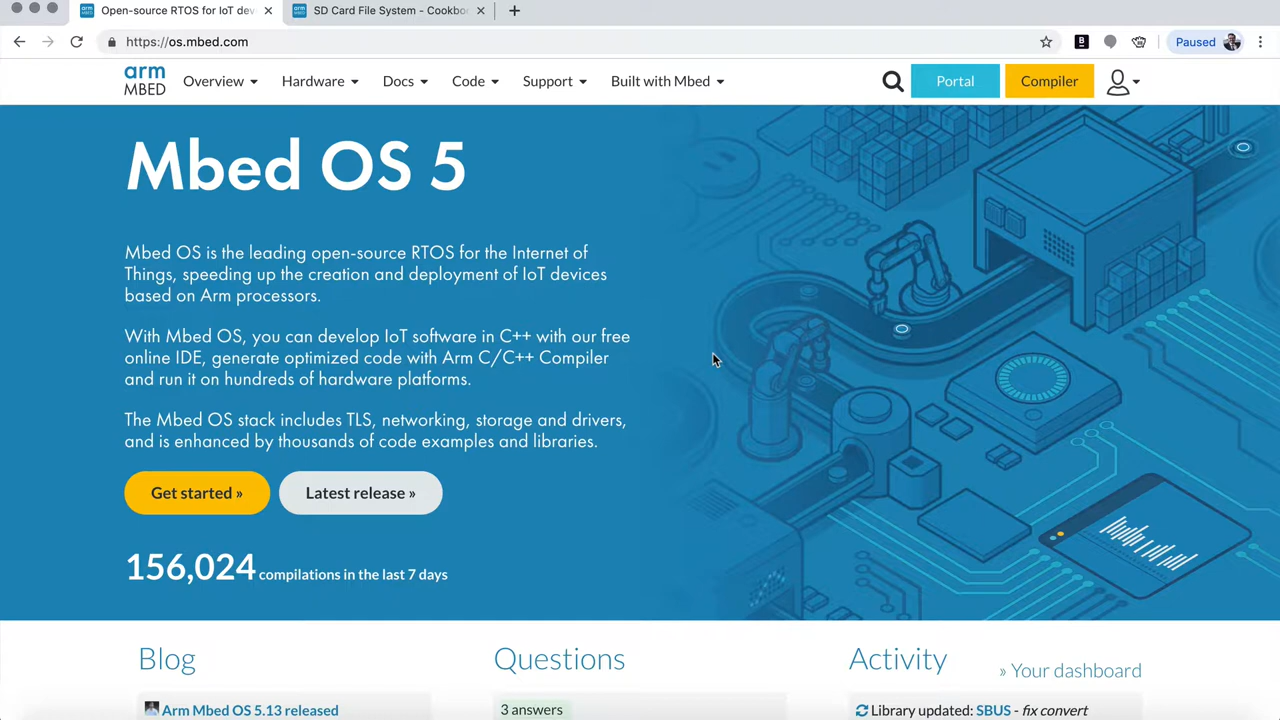 Open-source RTOS for IoT dev
SD Card File System - Cookbo
https://os.mbed.com
Paused
arm
MBED
Overview
Hardware
Docs
Code
Support
Built with Mbed
Portal
Compiler
Mbed OS 5
Mbed OS is the leading open-source RTOS for the Internet of
Things, speeding up the creation and deployment of IoT devices
based on Arm processors.
With Mbed OS, you can develop IoT software in C++ with our free
online IDE, generate optimized code with Arm C/C++ Compiler
and run it on hundreds of hardware platforms.
The Mbed OS stack includes TLS, networking, storage and drivers,
and is enhanced by thousands of code examples and libraries.
Get started »
Latest release »
156,024 compilations in the last 7 days
Blog
Questions
Activity
» Your dashboard
Arm Mbed OS 5.13 released
3 answers
Library updated: SBUS - fix convert